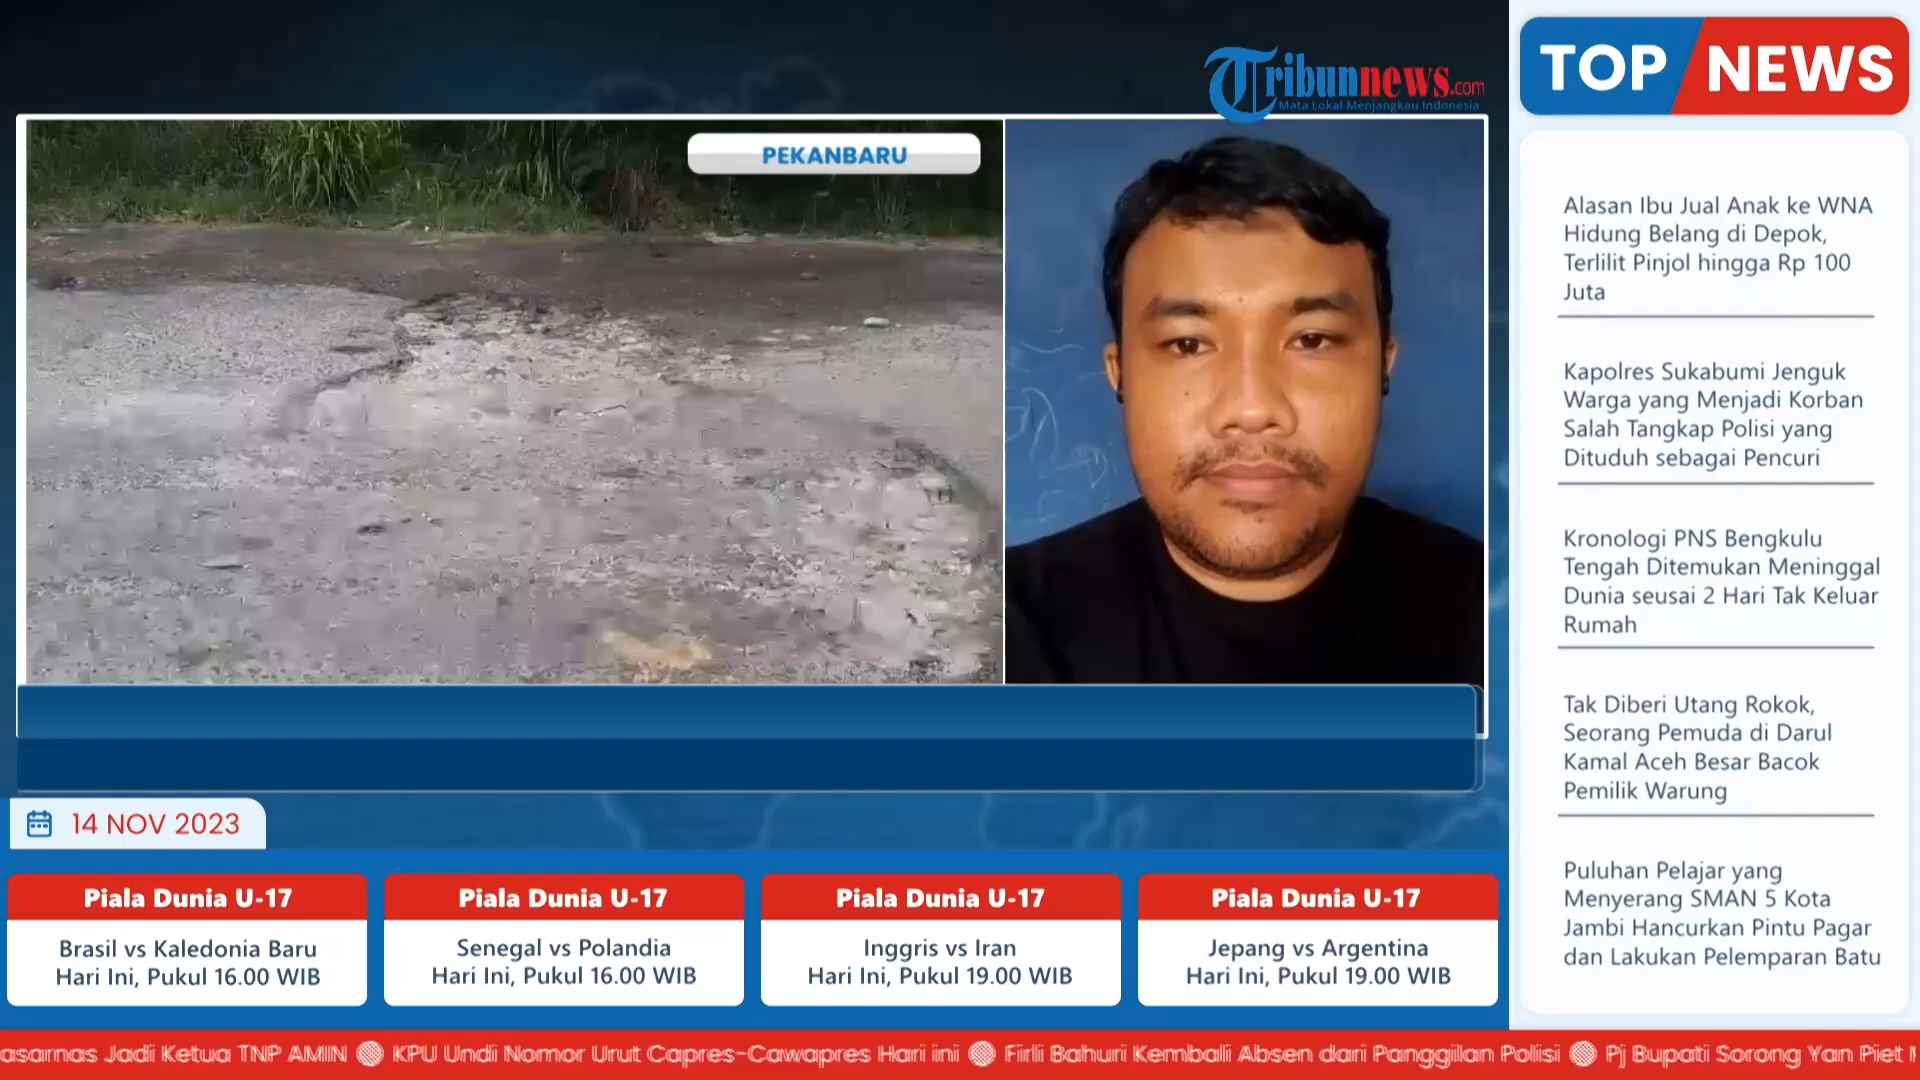 Tribunnews.com
Mata Lokal Menjangkau Indonesia
PEKANBARU
14 NOV 2023
Piala Dunia U-17
Brasil vs Kaledonia Baru
Hari Ini, Pukul 16.00 WIB
Piala Dunia U-17
Senegal vs Polandia
Hari Ini, Pukul 16.00 WIB
Piala Dunia U-17
Inggris vs Iran
Hari Ini, Pukul 19.00 WIB
Piala Dunia U-17
Jepang vs Argentina
Hari Ini, Pukul 19.00 WIB
TOP NEWS
Alasan Ibu Jual Anak ke WNA
Hidung Belang di Depok,
Terlilit Pinjol hingga Rp 100
Juta
Kapolres Sukabumi Jenguk
Warga yang Menjadi Korban
Salah Tangkap Polisi yang
Dituduh sebagai Pencuri
Kronologi PNS Bengkulu
Tengah Ditemukan Meninggal
Dunia seusai 2 Hari Tak Keluar
Rumah
Tak Diberi Utang Rokok,
Seorang Pemuda di Darul
Kamal Aceh Besar Bacok
Pemilik Warung
Puluhan Pelajar yang
Menyerang SMAN 5 Kota
Jambi Hancurkan Pintu Pagar
dan Lakukan Pelemparan Batu
asarnas Jadi Ketua TNP AMIN KPU Undi Nomor Urut Capres-Cawapres Hari ini Firli Bahuri Kembali Absen dari Panggilan Polisi Pj Bupati Sorong Yan Piet